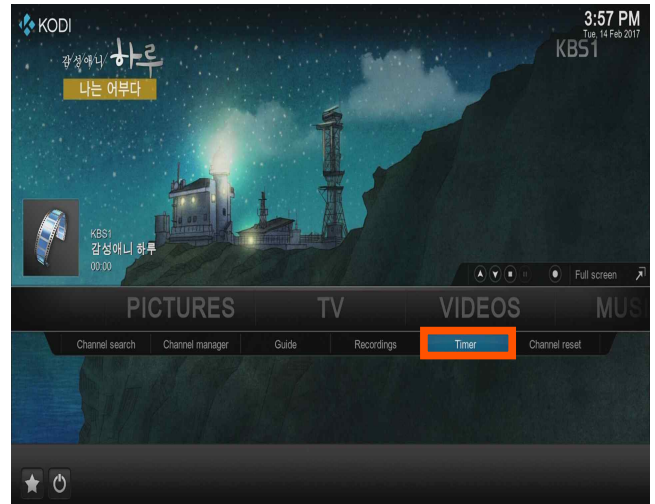 KODI
3:57 PM
Tue, 14 Feb 2017
KBS1
감성애니 하루
나는 어부다
KBS1
감성애니 하루
00:00
Full screen
PICTURES
TV
VIDEOS
MUS
Channel search
Channel manager
Guide
Recordings
Timer
Channel reset